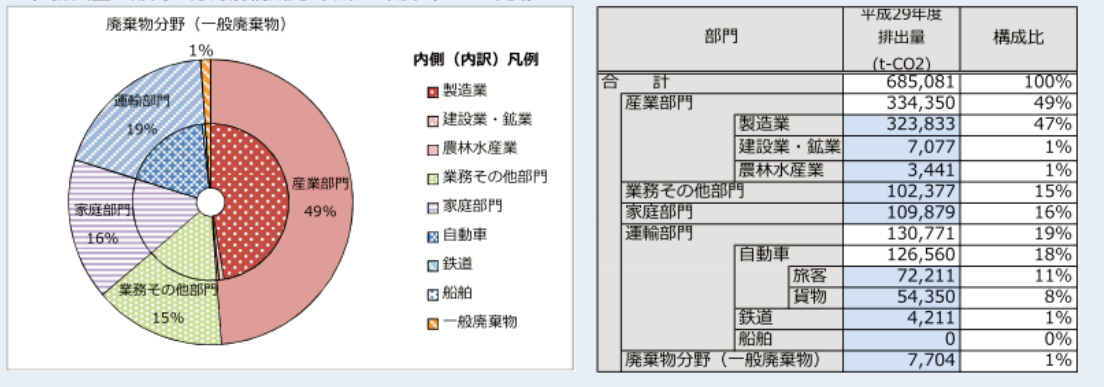 廃棄物分野（一般廃棄物）
1%
運輸部門
19%
家庭部門
16%
業務その他部門
15%
産業部門
49%
内側（内訳）凡例
製造業
建設業・鉱業
農林水産業
業務その他部門
家庭部門
自動車
鉄道
船舶
一般廃棄物
部門 平成29年度 排出量 (t-CO2) 構成比
合 計 685,081 100%
産業部門 334,350 49%
製造業 323,833 47%
建設業・鉱業 7,077 1%
農林水産業 3,441 1%
業務その他部門 102,377 15%
家庭部門 109,879 16%
運輸部門 130,771 19%
自動車 126,560 18%
旅客 72,211 11%
貨物 54,350 8%
鉄道 4,211 1%
船舶 0 0%
廃棄物分野（一般廃棄物） 7,704 1%